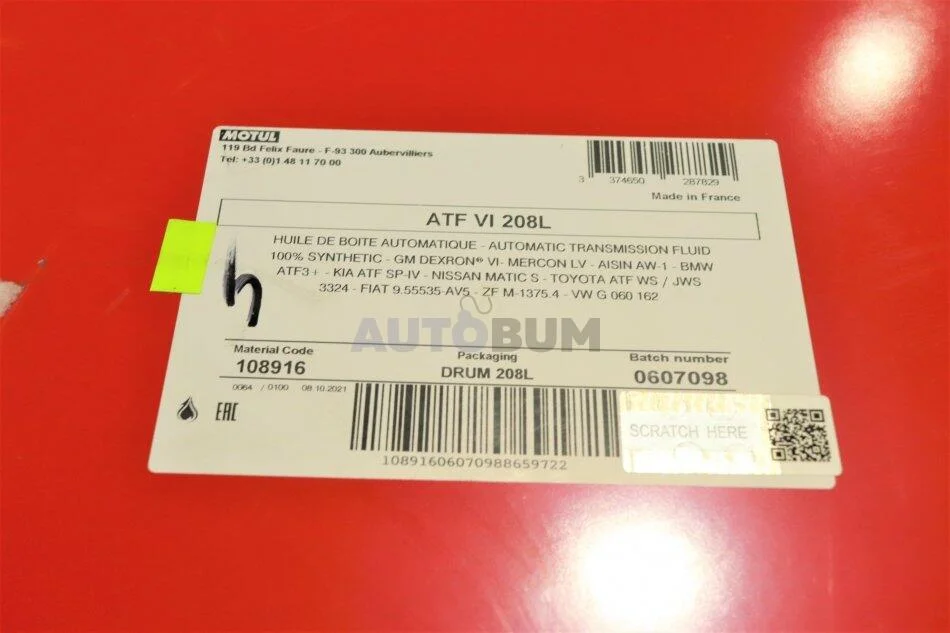 MOTUL
119 Bd Felix Faure - F-93 300 Aubervilliers
Tel: +33 (0)1 48 11 70 00
3 374650 287829
Made in France
ATF VI 208L
HUILE DE BOITE AUTOMATIQUE - AUTOMATIC TRANSMISSION FLUID
100% SYNTHETIC - GM DEXRON® VI- MERCON LV - AISIN AW-1 - BMW
ATF3+ - KIA ATF SP-IV - NISSAN MATIC S - TOYOTA ATF WS / JWS
3324 - FIAT 9.55535-AV5 - ZF M-1375.4 - VW G 060 162
AUTOBUM
Material Code
108916
Packaging
DRUM 208L
Batch number
0607098
0064 / 0100 08.10.2021
EAC
SCRATCH HERE
10891606070988659722